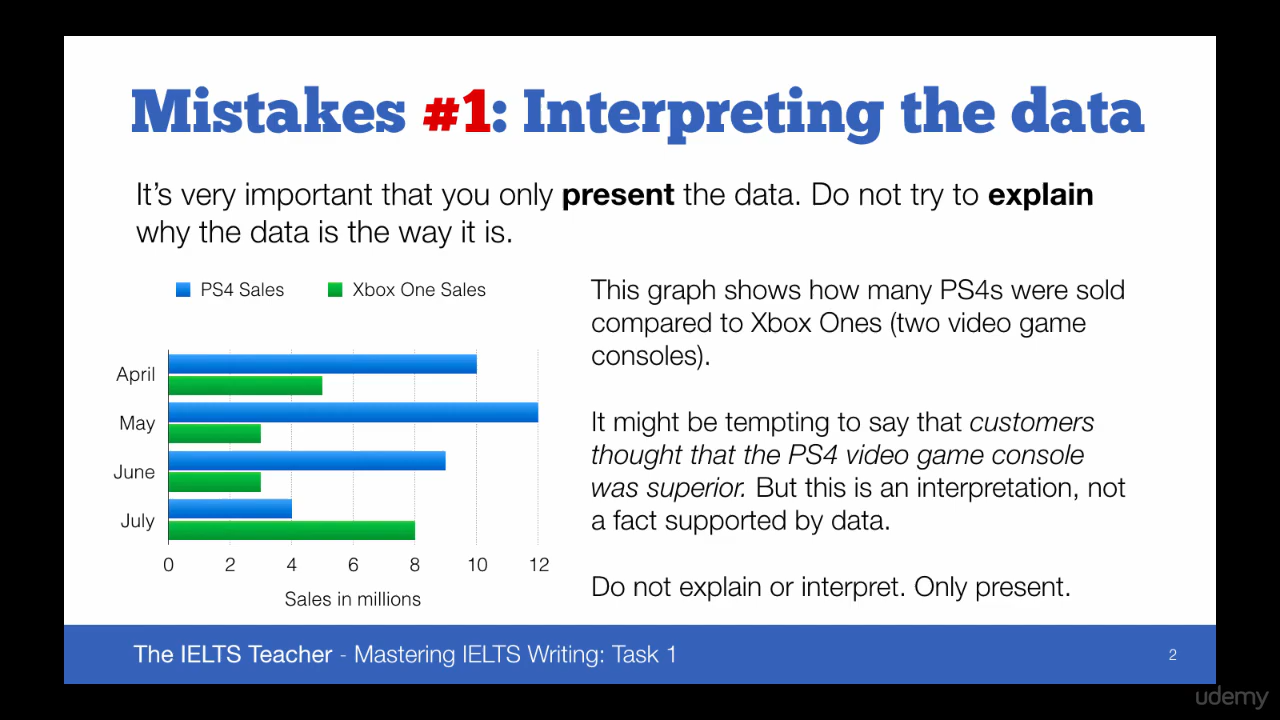 Mistakes #1: Interpreting the data
It's very important that you only present the data. Do not try to explain
why the data is the way it is.
PS4 Sales
Xbox One Sales
April
May
June
July
0 2 4 6 8 10 12
Sales in millions
This graph shows how many PS4s were sold
compared to Xbox Ones (two video game
consoles).
It might be tempting to say that customers
thought that the PS4 video game console
was superior. But this is an interpretation, not
a fact supported by data.
Do not explain or interpret. Only present.
The IELTS Teacher - Mastering IELTS Writing: Task 1
2
udemy